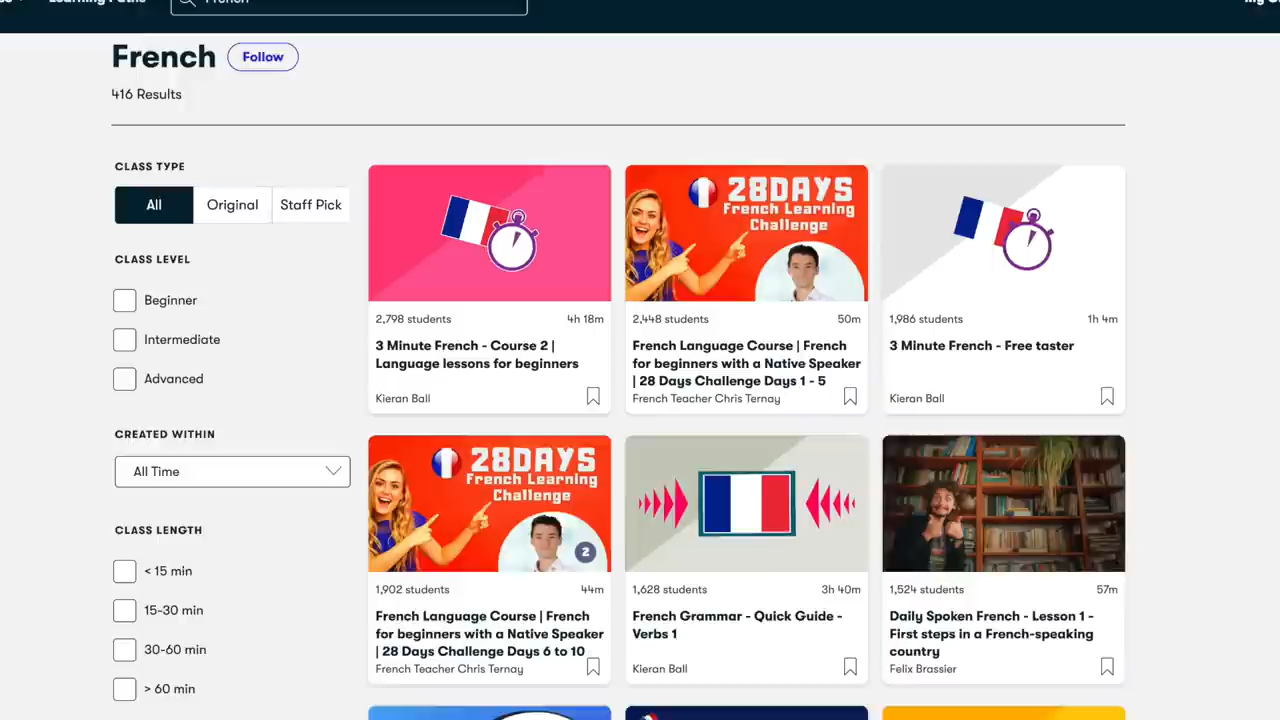 Learning Paths
French
French
Follow
416 Results
CLASS TYPE
All
Original
Staff Pick
CLASS LEVEL
Beginner
Intermediate
Advanced
CREATED WITHIN
All Time
CLASS LENGTH
< 15 min
15-30 min
30-60 min
> 60 min
2,798 students
4h 18m
3 Minute French - Course 2 |
Language lessons for beginners
Kieran Ball
28DAYS
French Learning
Challenge
2,448 students
50m
French Language Course | French
for beginners with a Native Speaker
| 28 Days Challenge Days 1 - 5
French Teacher Chris Ternay
1,986 students
1h 4m
3 Minute French - Free taster
Kieran Ball
28DAYS
French Learning
Challenge
2
1,902 students
44m
French Language Course | French
for beginners with a Native Speaker
| 28 Days Challenge Days 6 to 10
French Teacher Chris Ternay
1,628 students
3h 40m
French Grammar - Quick Guide -
Verbs 1
Kieran Ball
1,524 students
57m
Daily Spoken French - Lesson 1 -
First steps in a French-speaking
country
Felix Brassier